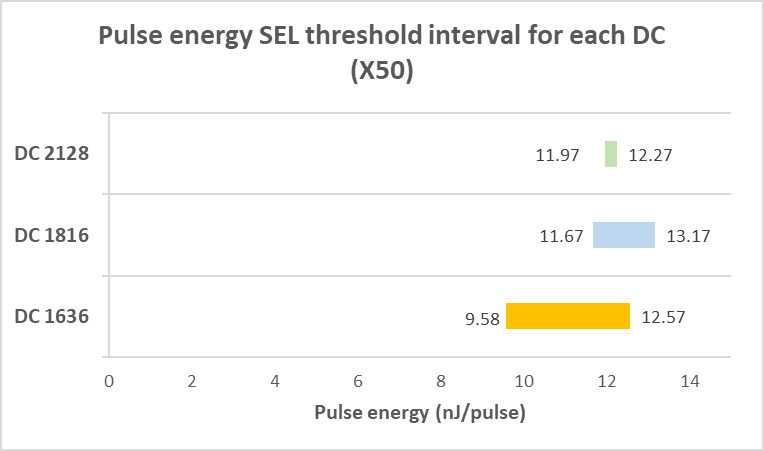 Pulse energy SEL threshold interval for each DC
(X50)
DC 2128
11.97
12.27
DC 1816
11.67
13.17
DC 1636
9.58
12.57
0 2 4 6 8 10 12 14
Pulse energy (nJ/pulse)